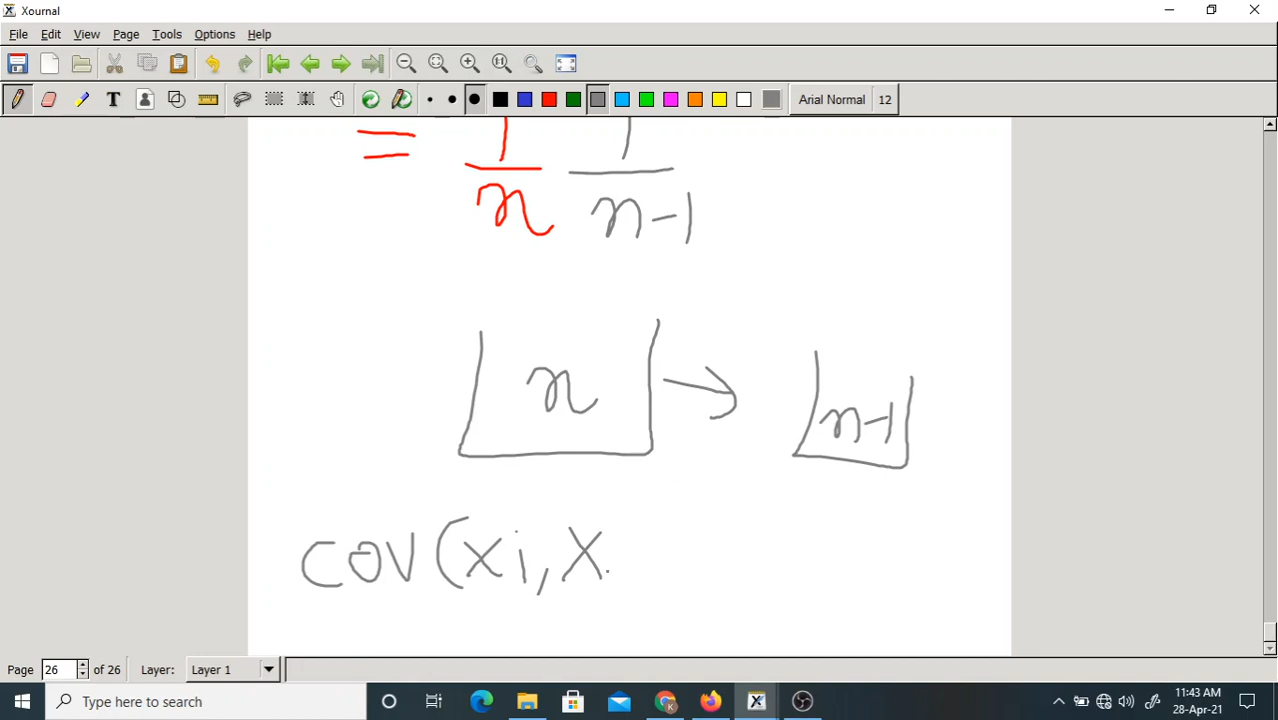 Xournal
File Edit View Page Tools Options Help
Arial Normal 12
= 1/n 1/n-1
n → n-1
COV(Xi, X
Page 26 of 26 Layer: Layer 1
Type here to search
11:43 AM
28-Apr-21